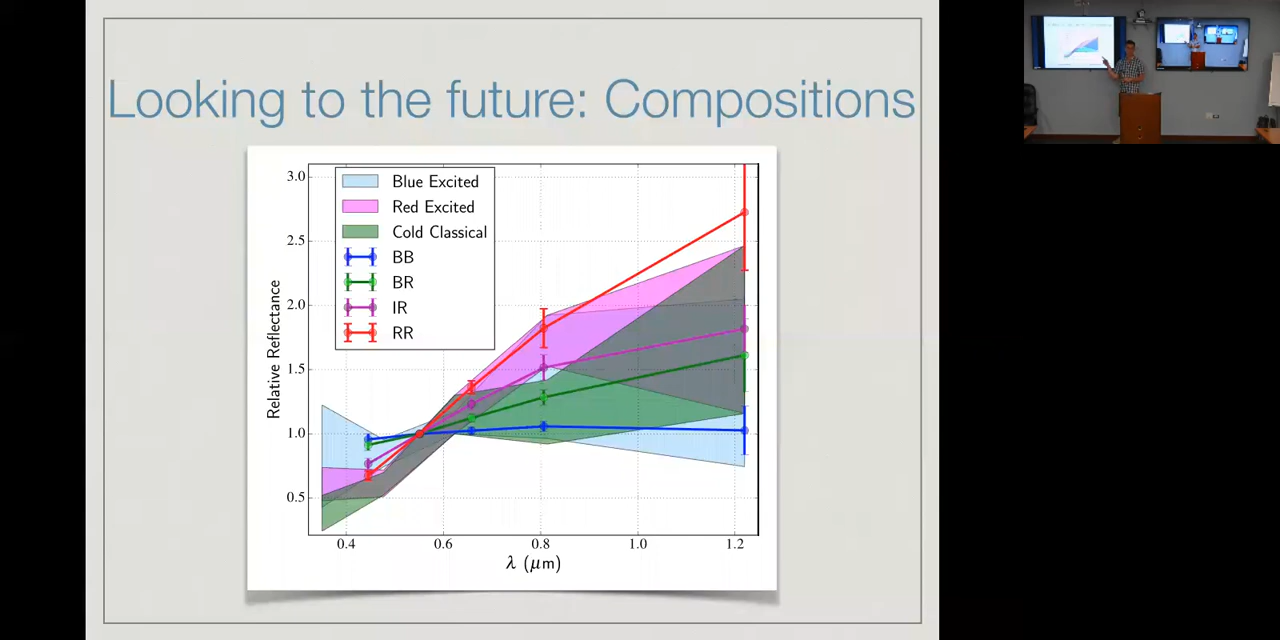 Looking to the future: Compositions
Blue Excited
Red Excited
Cold Classical
BB
BR
IR
RR
3.0
2.5
2.0
1.5
1.0
0.5
Relative Reflectance
0.4 0.6 0.8 1.0 1.2
λ (μm)